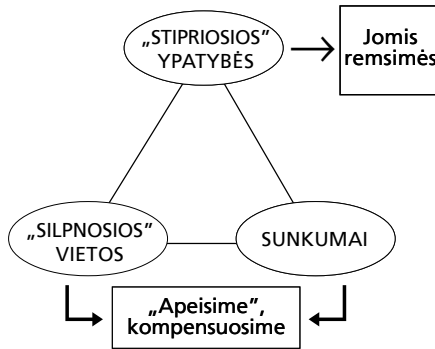 „STIPRIOSIOS”
YPATYBĖS
Jomis
remsimės
„SILPNOSIOS”
VIETOS
SUNKUMAI
„Apeisime”,
kompensuosime